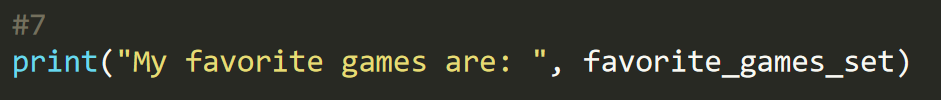 #7
print("My favorite games are: ", favorite_games_set)